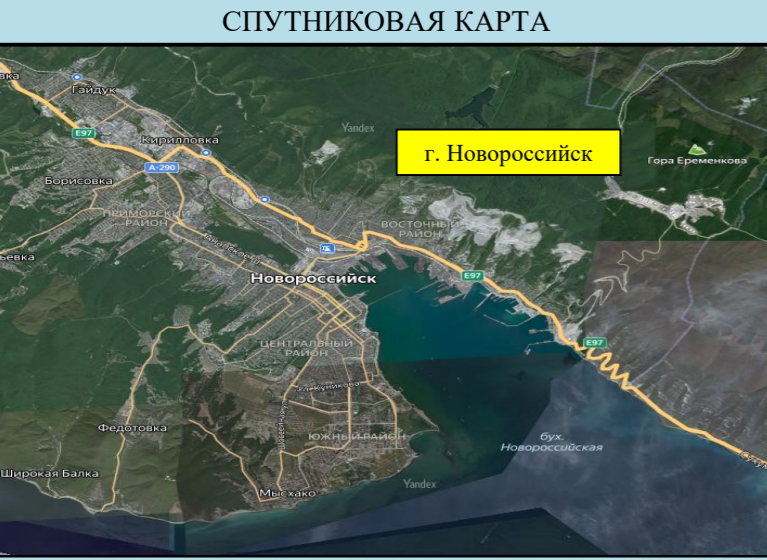 СПУТНИКОВАЯ КАРТА
Гайдук
E97
Yandex
Кирилловка
г. Новороссийск
А-290
Гора Еременкова
Борисовка
ПРИМОРСКИЙ
РАЙОН
ВОСТОЧНЫЙ
РАЙОН
Новороссийск
E97
E97
ЦЕНТРАЛЬНЫЙ
РАЙОН
Федотовка
ЮЖНЫЙ РАЙОН
бух.
Новороссийская
Широкая Балка
Yandex
Мысхако